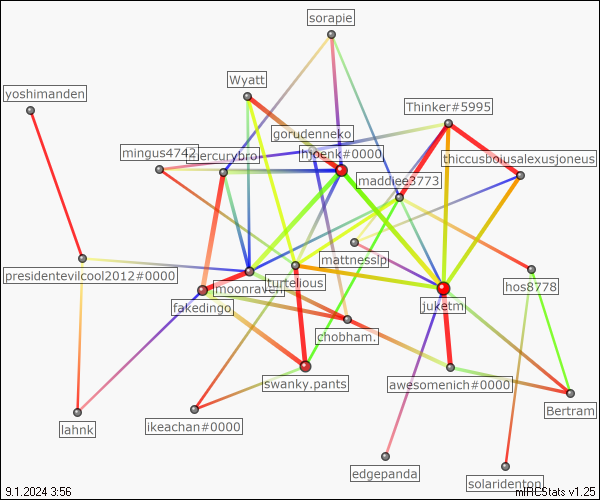 sorapie
Wyatt
yoshimanden
Thinker#5995
gorudenneko
mingus4742
mercurybro
hjoenk#0000
thiccusboiusalexusjoneus
maddiee3773
mattnesslp
presidentevilcool2012#0000
moonraven
turtelious
hos8778
fakedingo
juketm
chobham.
swanky.pants
awesomenich#0000
Bertram
lahnk
ikeachan#0000
edgepanda
solaridenton
9.1.2024 3:56
mIRCStats v1.25